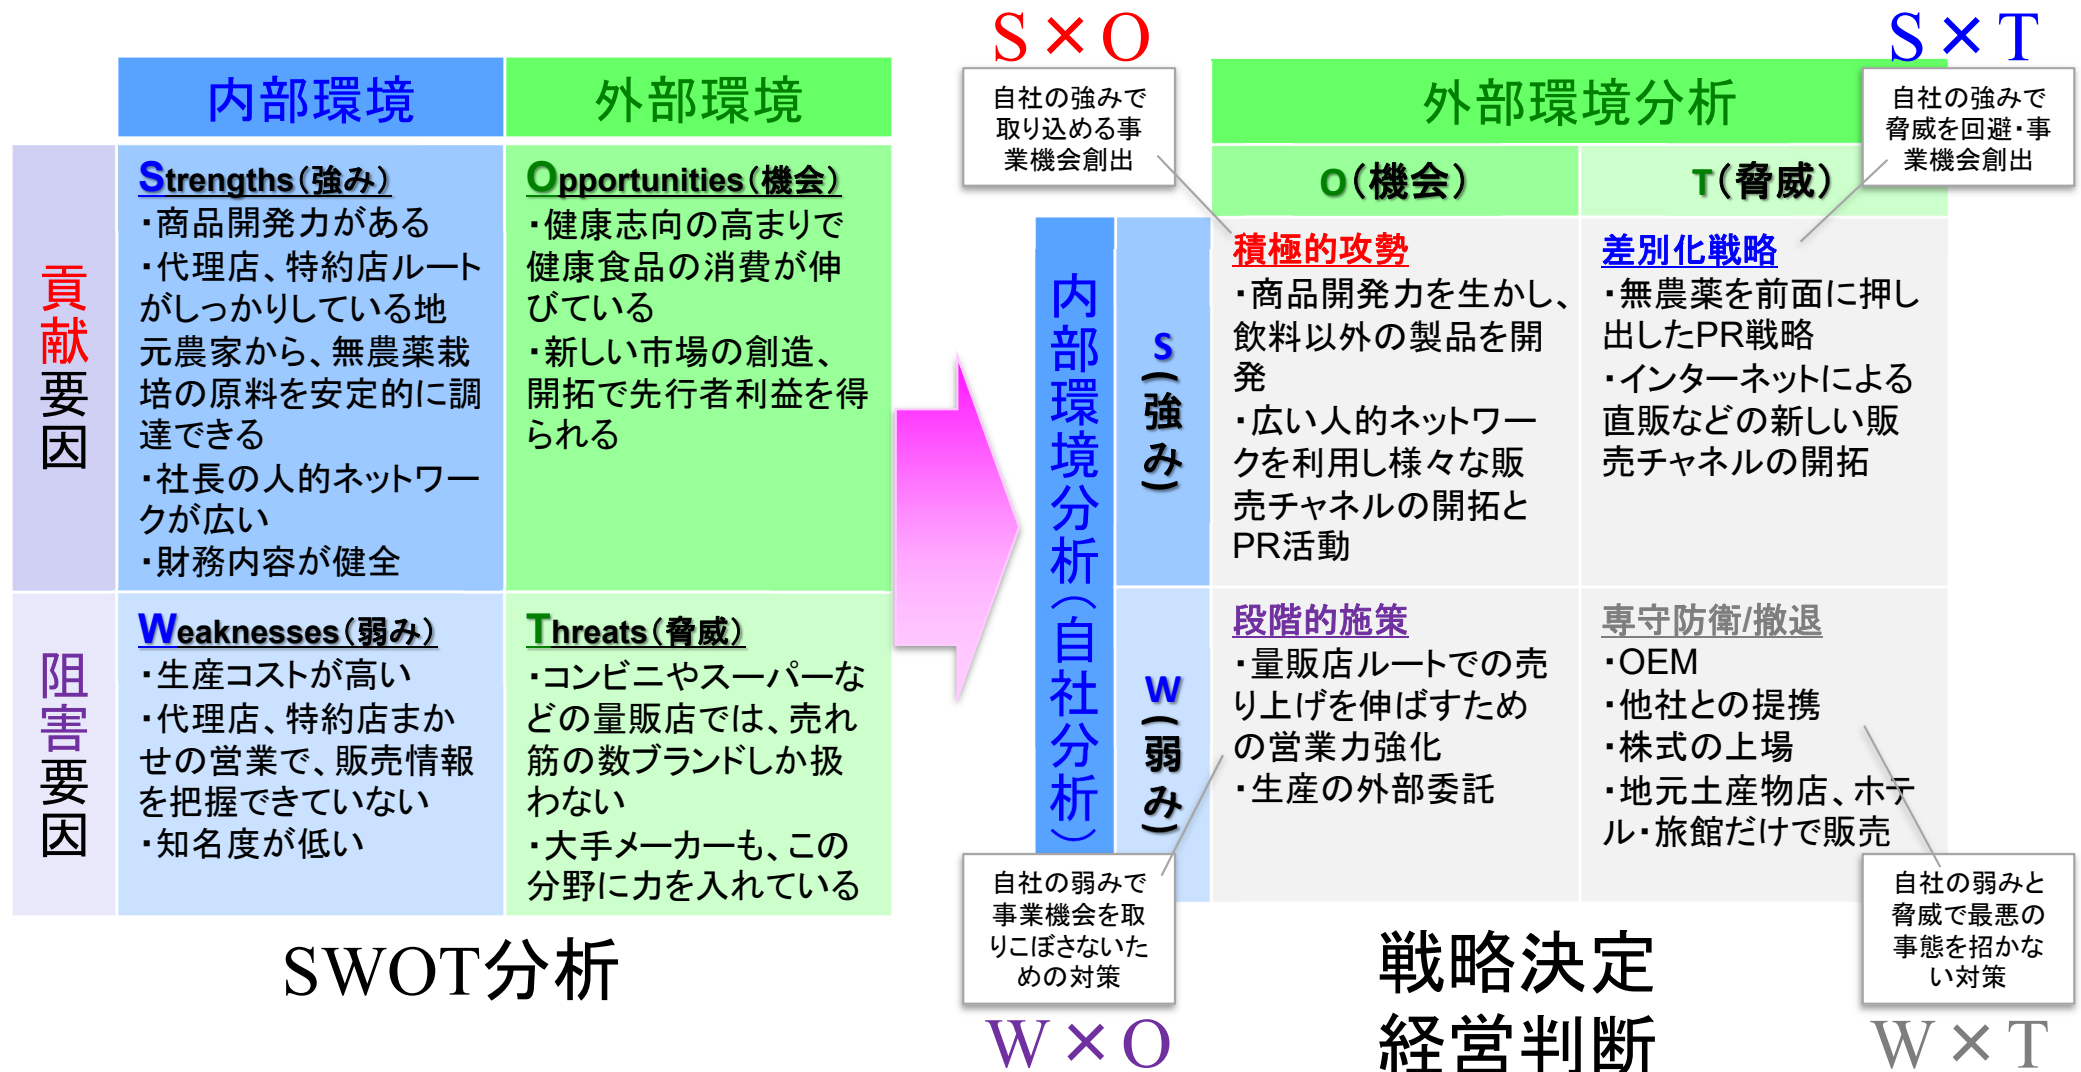 内部環境
外部環境
貢献要因
Strengths(強み)
・商品開発力がある
・代理店、特約店ルート
がしっかりしている地
元農家から、無農薬栽
培の原料を安定的に調
達できる
・社長の人的ネットワー
クが広い
・財務内容が健全
Opportunities(機会)
・健康志向の高まりで
健康食品の消費が伸
びている
・新しい市場の創造、
開拓で先行者利益を得
られる
阻害要因
Weaknesses(弱み)
・生産コストが高い
・代理店、特約店まか
せの営業で、販売情報
を把握できていない
・知名度が低い
Threats(脅威)
・コンビニやスーパーな
どの量販店では、売れ
筋の数ブランドしか扱
わない
・大手メーカーも、この
分野に力を入れている
SWOT分析
S×O
自社の強みで
取り込める事
業機会創出
S×T
自社の強みで
脅威を回避・事
業機会創出
外部環境分析
O(機会)
T(脅威)
内部環境分析(自社分析)
S(強み)
積極的攻勢
・商品開発力を生かし、
飲料以外の製品を開
発
・広い人的ネットワー
クを利用し様々な販
売チャネルの開拓と
PR活動
差別化戦略
・無農薬を前面に押し
出したPR戦略
・インターネットによる
直販などの新しい販
売チャネルの開拓
W(弱み)
段階的施策
・量販店ルートでの売
り上げを伸ばすため
の営業力強化
・生産の外部委託
専守防衛/撤退
・OEM
・他社との提携
・株式の上場
・地元土産物店、ホテ
ル・旅館だけで販売
自社の弱みで
事業機会を取
りこぼさないた
めの対策
W×O
自社の弱みと
脅威で最悪の
事態を招かな
い対策
W×T
戦略決定
経営判断